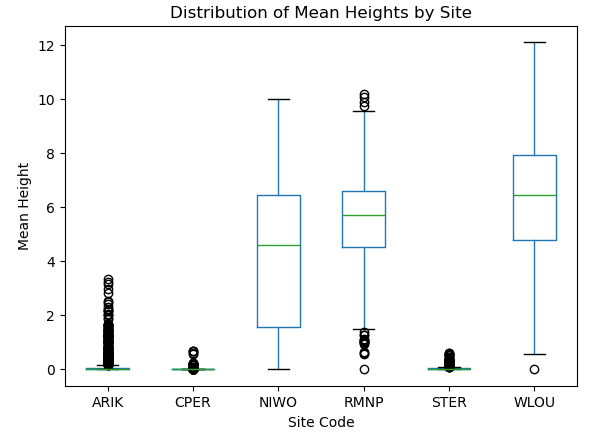 Distribution of Mean Heights by Site
Mean Height
12
10
8
6
4
2
0
ARIK CPER NIWO RMNP STER WLOU
Site Code